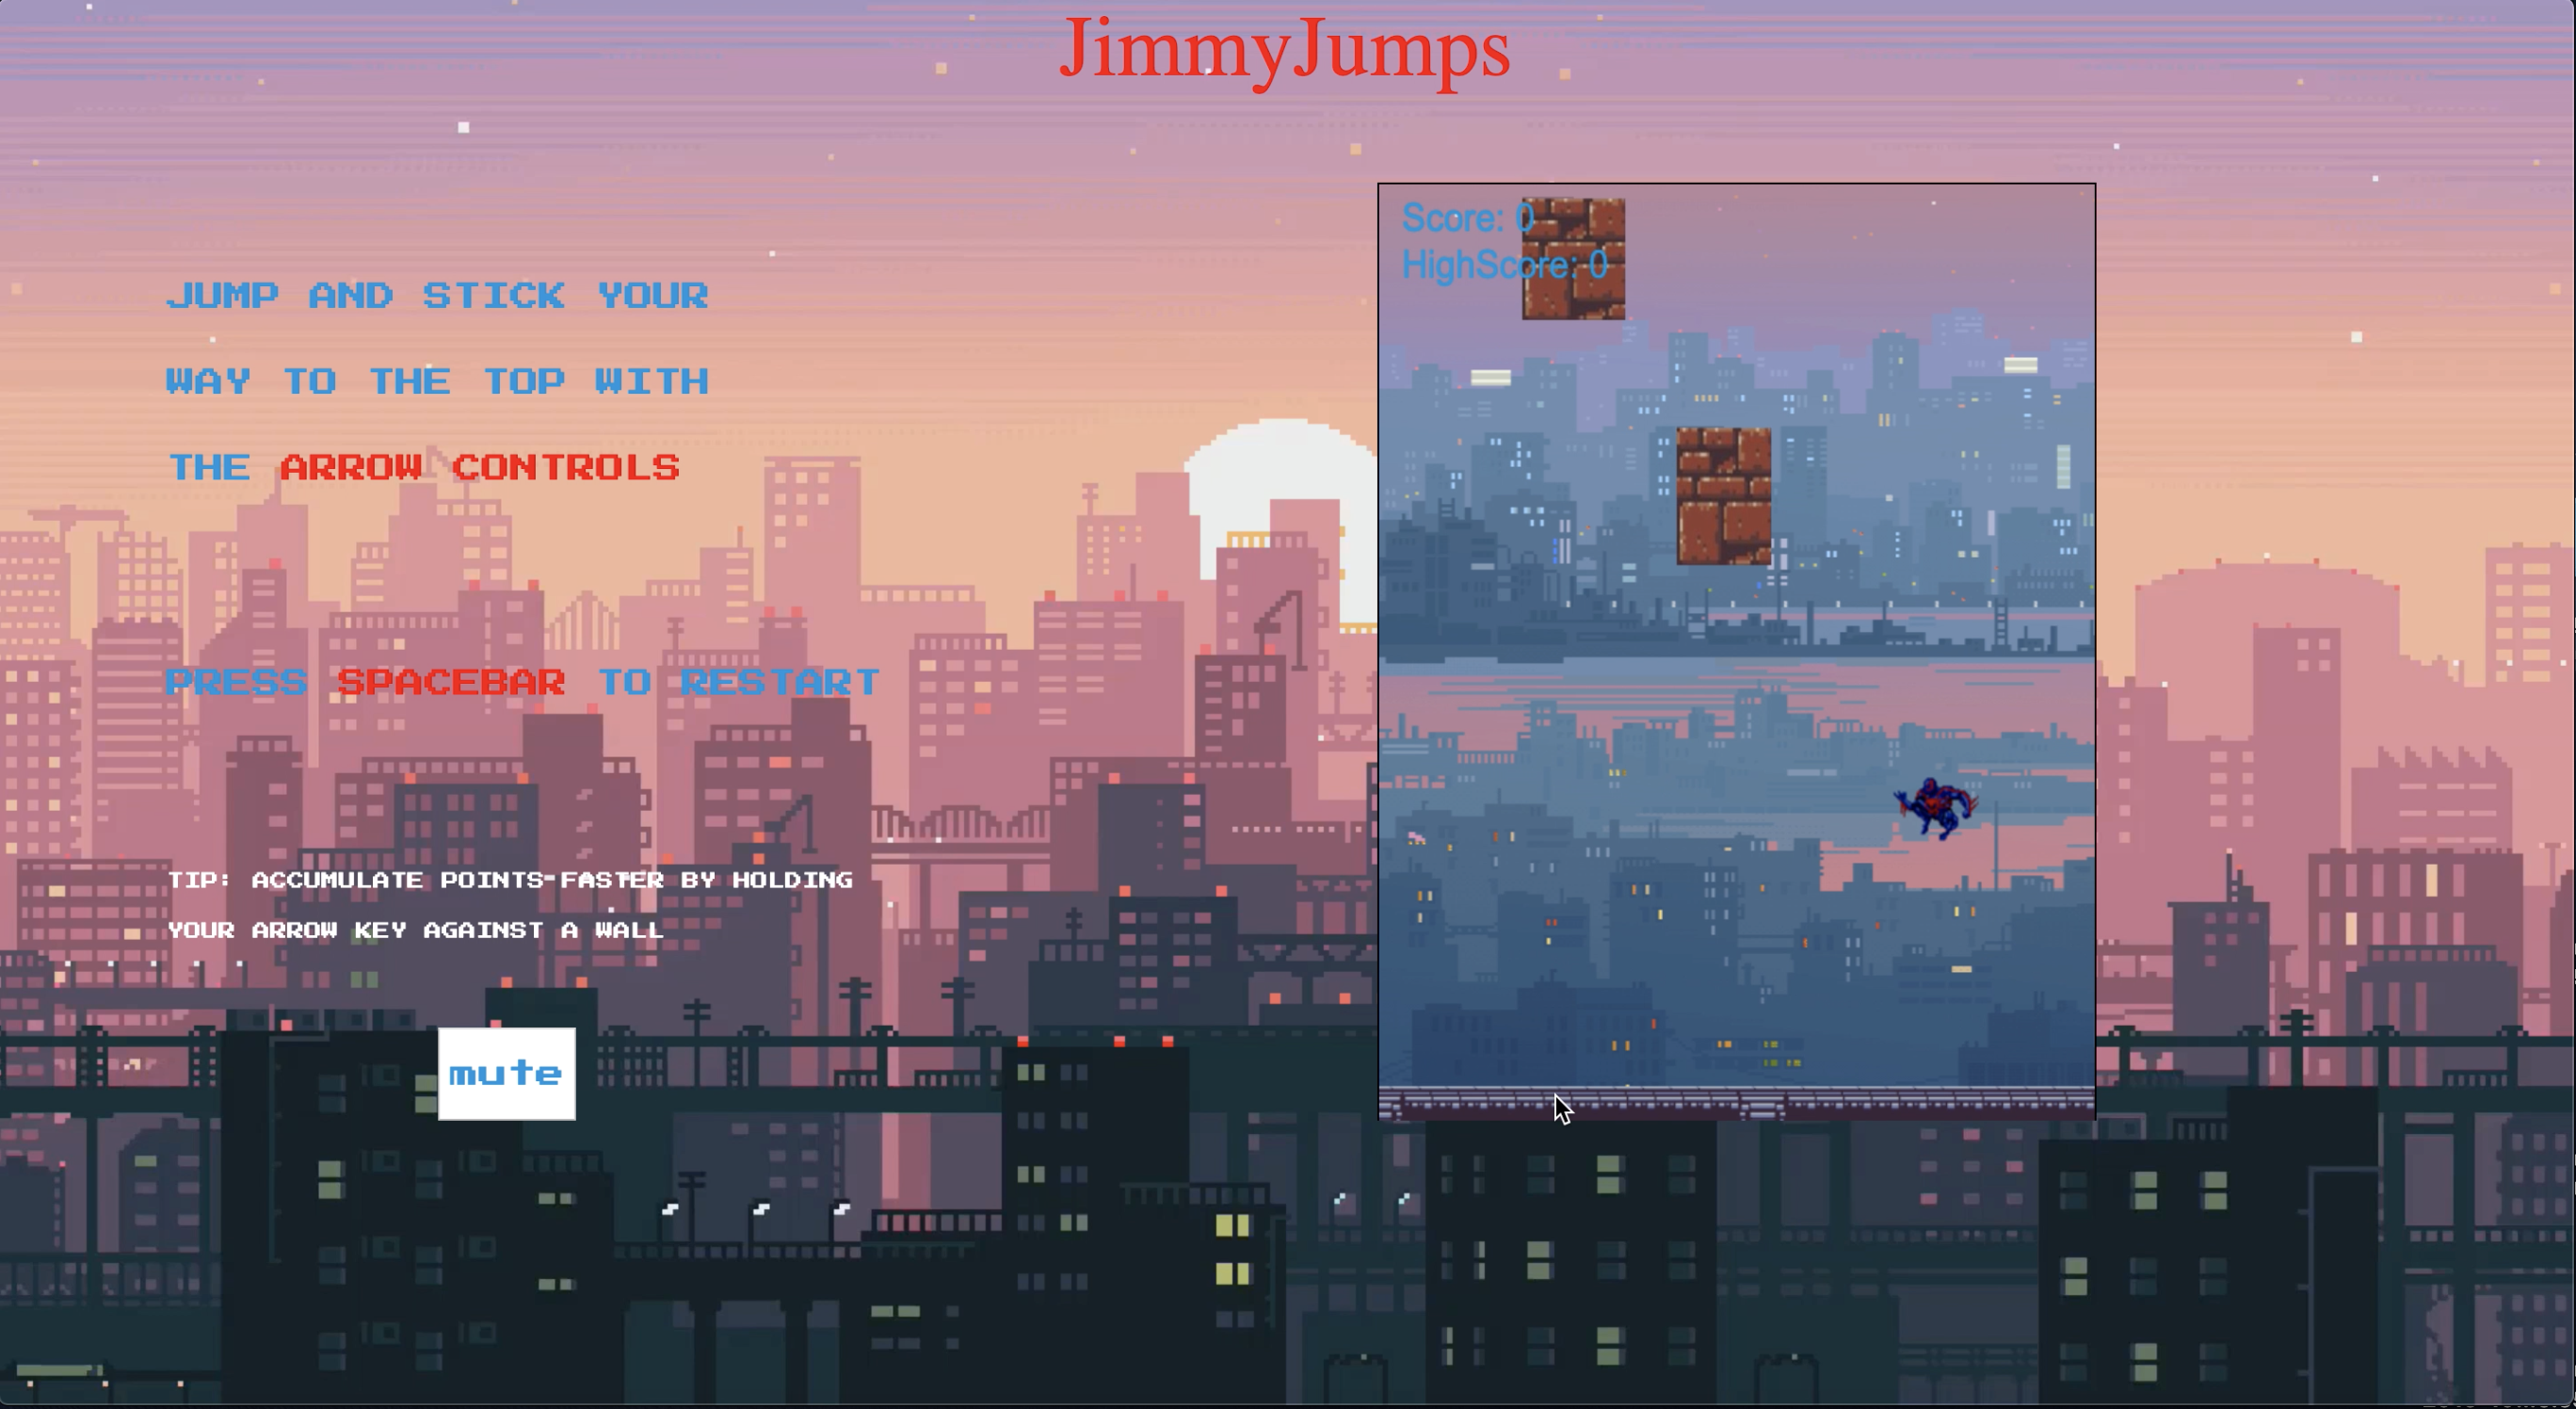 JimmyJumps
JUMP AND STICK YOUR
WAY TO THE TOP WITH
THE ARROW CONTROLS
PRESS SPACEBAR TO RESTART
TIP: ACCUMULATE POINTS FASTER BY HOLDING
YOUR ARROW KEY AGAINST A WALL
mute
Score: 0
HighScore: 0